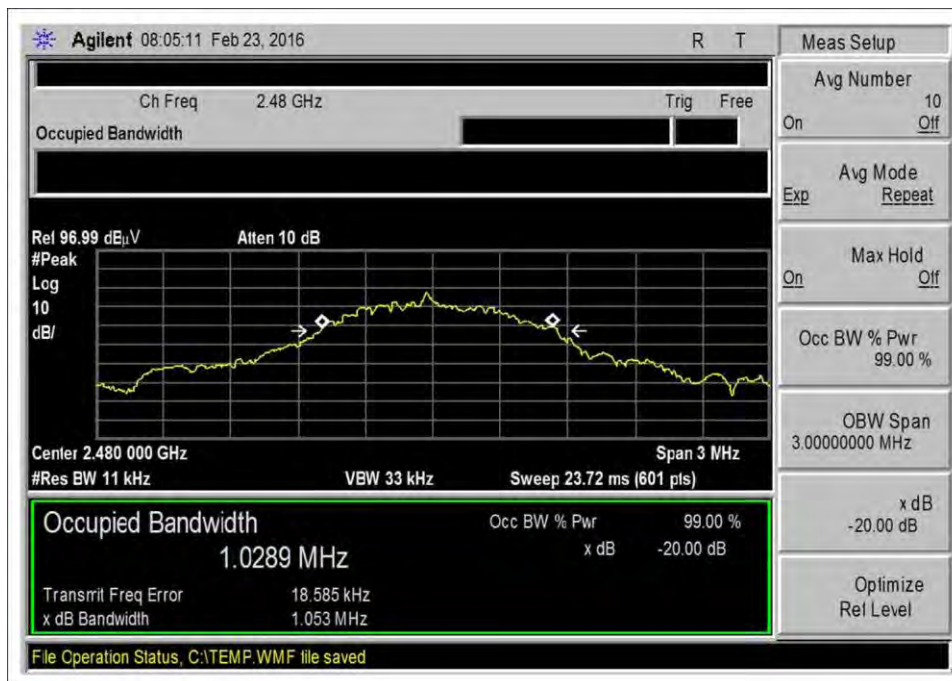 Agilent 08:05:11 Feb 23, 2016 R T
Ch Freq 2.48 GHz Trig Free
Occupied Bandwidth
Ref 96.99 dBµV Atten 10 dB
#Peak
Log
10
dB/
Center 2.480 000 GHz Span 3 MHz
#Res BW 11 kHz VBW 33 kHz Sweep 23.72 ms (601 pts)
Occupied Bandwidth Occ BW % Pwr 99.00 %
1.0289 MHz x dB -20.00 dB
Transmit Freq Error 18.585 kHz
x dB Bandwidth 1.053 MHz
File Operation Status, C:\TEMP.WMF file saved
Meas Setup
Avg Number
10
On Off
Avg Mode
Exp Repeat
Max Hold
On Off
Occ BW % Pwr
99.00 %
OBW Span
3.00000000 MHz
x dB
-20.00 dB
Optimize
Ref Level